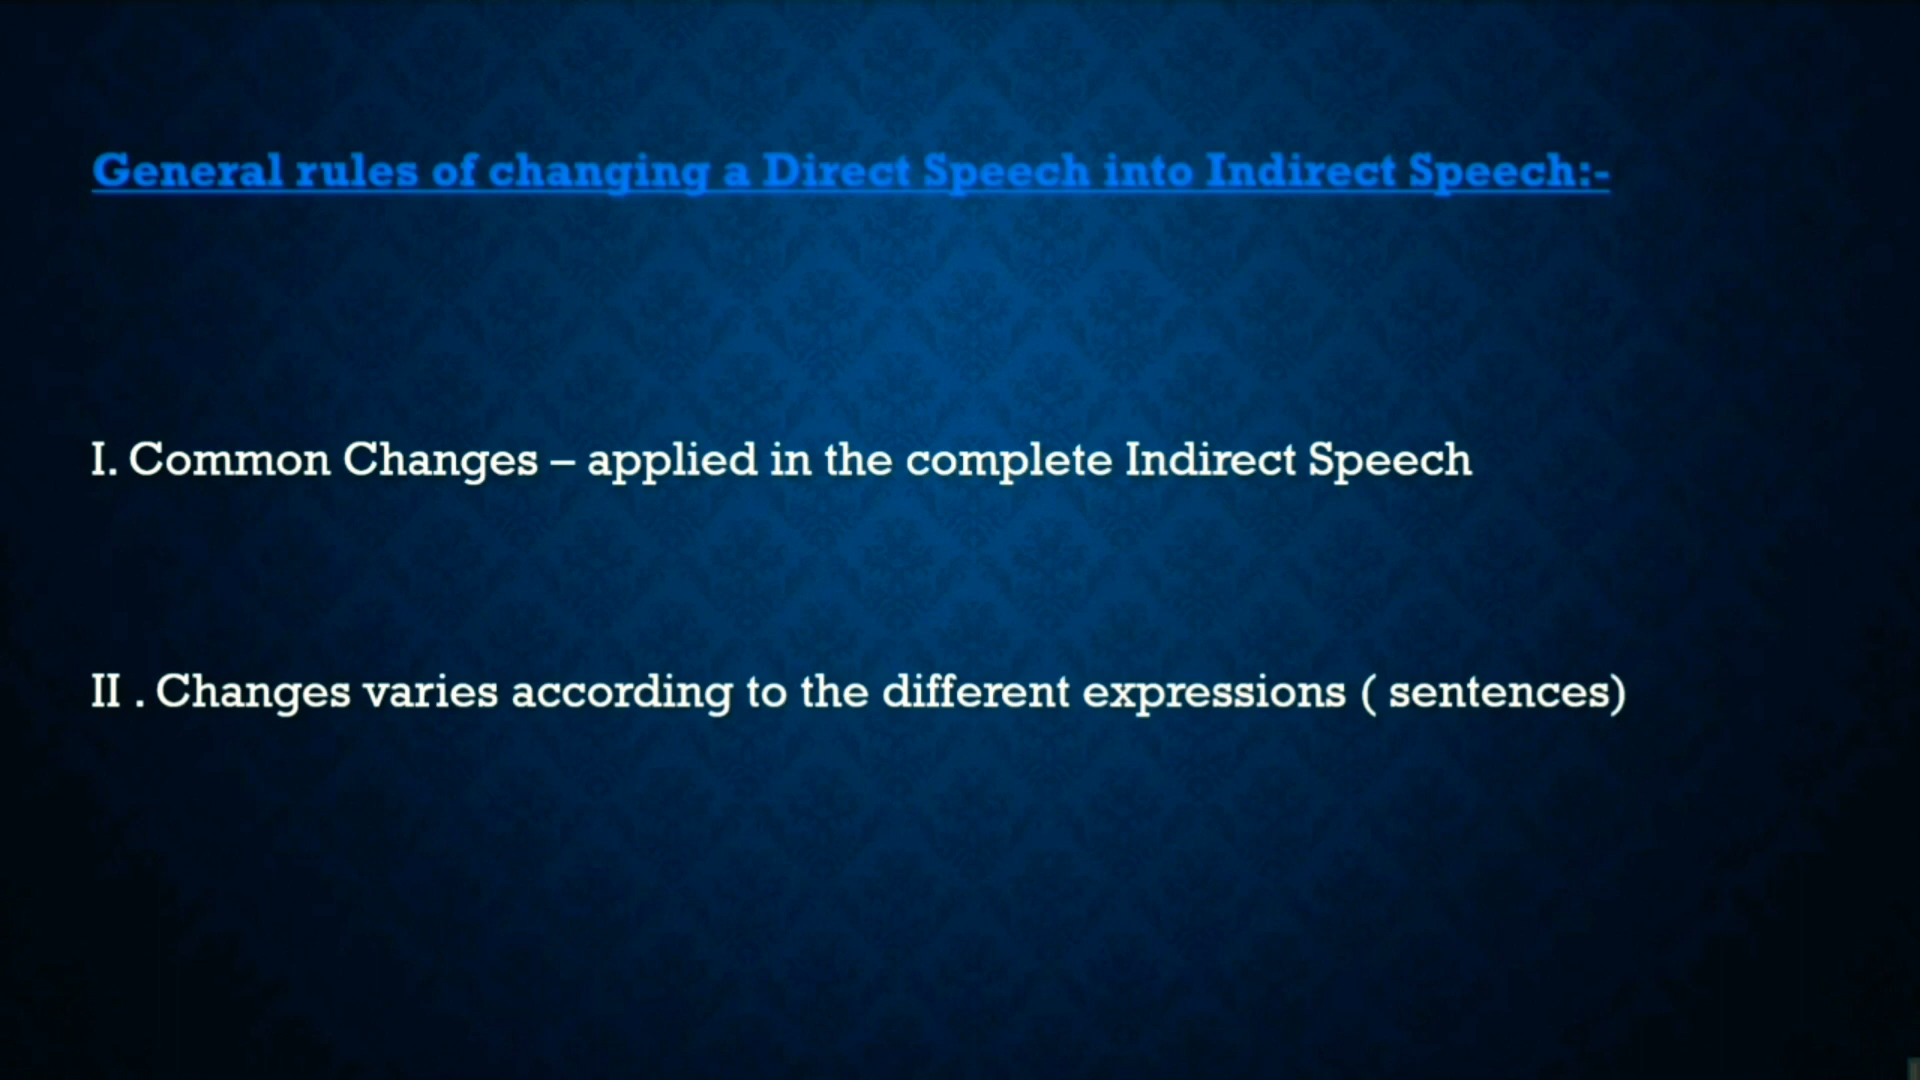 General rules of changing a Direct Speech into Indirect Speech:-
I. Common Changes – applied in the complete Indirect Speech
II . Changes varies according to the different expressions ( sentences)